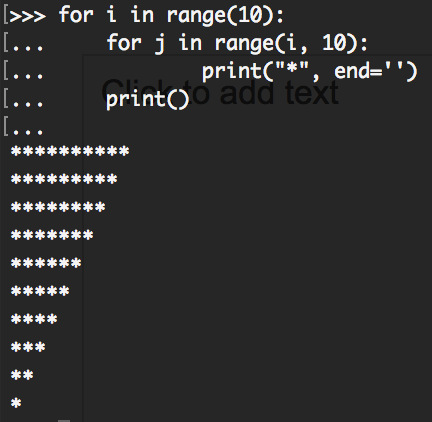 [>>> for i in range(10):
[...     for j in range(i, 10):
[...             print("*", end='')
[...     print()
[...
**********
*********
********
*******
******
*****
****
***
**
*
Click to add text